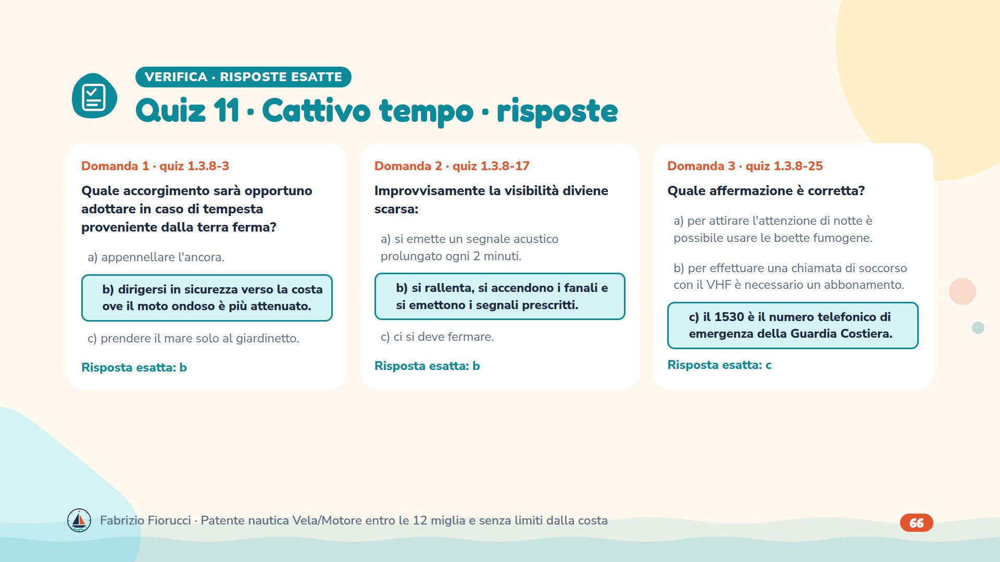 VERIFICA · RISPOSTE ESATTE
Quiz 11 · Cattivo tempo · risposte
Domanda 1 · quiz 1.3.8-3
Quale accorgimento sarà opportuno
adottare in caso di tempesta
proveniente dalla terra ferma?
a) appennellare l'ancora.
b) dirigersi in sicurezza verso la costa
ove il moto ondoso è più attenuato.
c) prendere il mare solo al giardinetto.
Risposta esatta: b
Domanda 2 · quiz 1.3.8-17
Improvvisamente la visibilità diviene
scarsa:
a) si emette un segnale acustico
prolungato ogni 2 minuti.
b) si rallenta, si accendono i fanali e
si emettono i segnali prescritti.
c) ci si deve fermare.
Risposta esatta: b
Domanda 3 · quiz 1.3.8-25
Quale affermazione è corretta?
a) per attirare l'attenzione di notte è
possibile usare le boette fumogene.
b) per effettuare una chiamata di soccorso
con il VHF è necessario un abbonamento.
c) il 1530 è il numero telefonico di
emergenza della Guardia Costiera.
Risposta esatta: c
Fabrizio Fiorucci · Patente nautica Vela/Motore entro le 12 miglia e senza limiti dalla costa
66